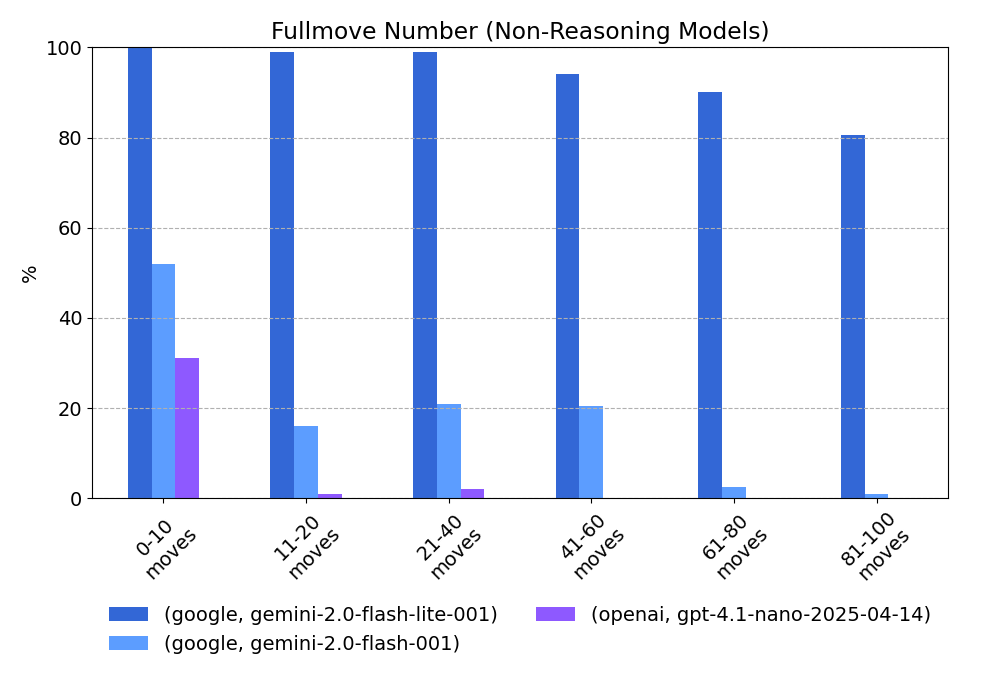 Fullmove Number (Non-Reasoning Models)
%
100
80
60
40
20
0
0-10
moves
11-20
moves
21-40
moves
41-60
moves
61-80
moves
81-100
moves
(google, gemini-2.0-flash-lite-001)
(google, gemini-2.0-flash-001)
(openai, gpt-4.1-nano-2025-04-14)